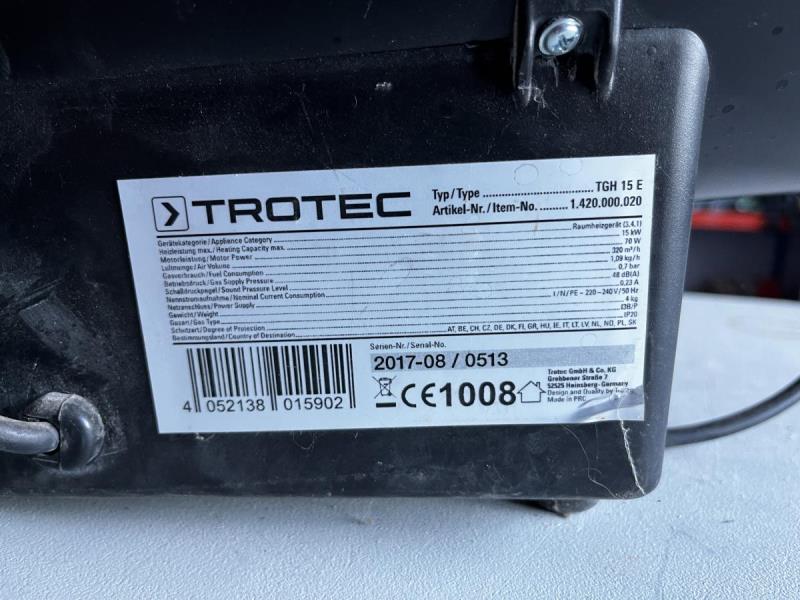 TROTEC
Typ/Type TGH 15 E
Artikel-Nr./Item-No. 1.420.000.020
Gerätekategorie/Appliance Category Raumheizgerät (3.4.1)
Heizleistung max./Heating Capacity max. 15 kW
Motorleistung/Motor Power 70 W
Luftmenge/Air Volume 320 m³/h
Gasverbrauch/Fuel Consumption 1,09 kg/h
Betriebsdruck/Gas Supply Pressure 0,7 bar
Schalldruckpegel/Sound Pressure Level 48 dB(A)
Nennstromaufnahme/Nominal Current Consumption 0,23 A
Netzanschluss/Power Supply 1/N/PE ~ 220-240 V/50 Hz
Gewicht/Weight 4 kg
Gasart/Gas Type I3B/P
Schutzart/Degree of Protection IP20
Bestimmungsland/Country of Destination AT, BE, CH, CZ, DE, DK, FI, GR, HU, IE, IT, LT, LV, NL, NO, PL, SK
Serien-Nr./Serial-No.
2017-08 / 0513
4 052138 015902
CE1008
Trotec GmbH & Co. KG
Grebbener Straße 7
52525 Heinsberg-Germany
Design and Quality by Trotec
Made in PRC